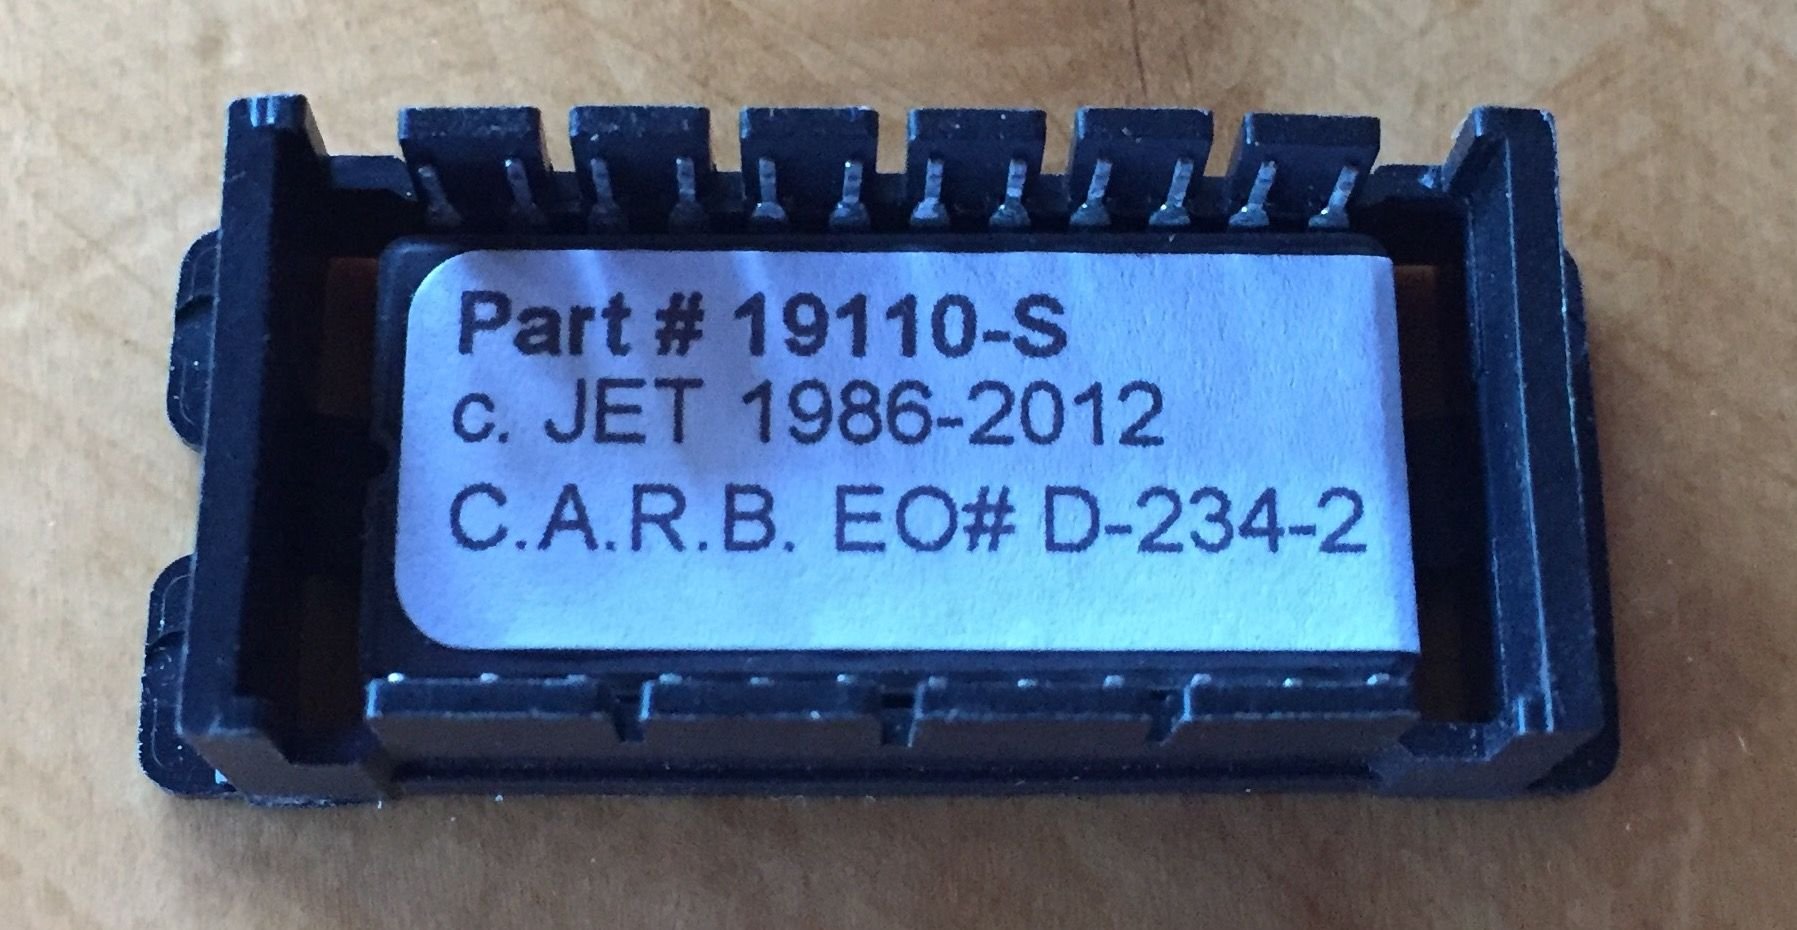 Part # 19110-S
c. JET 1986-2012
C.A.R.B. EO# D-234-2